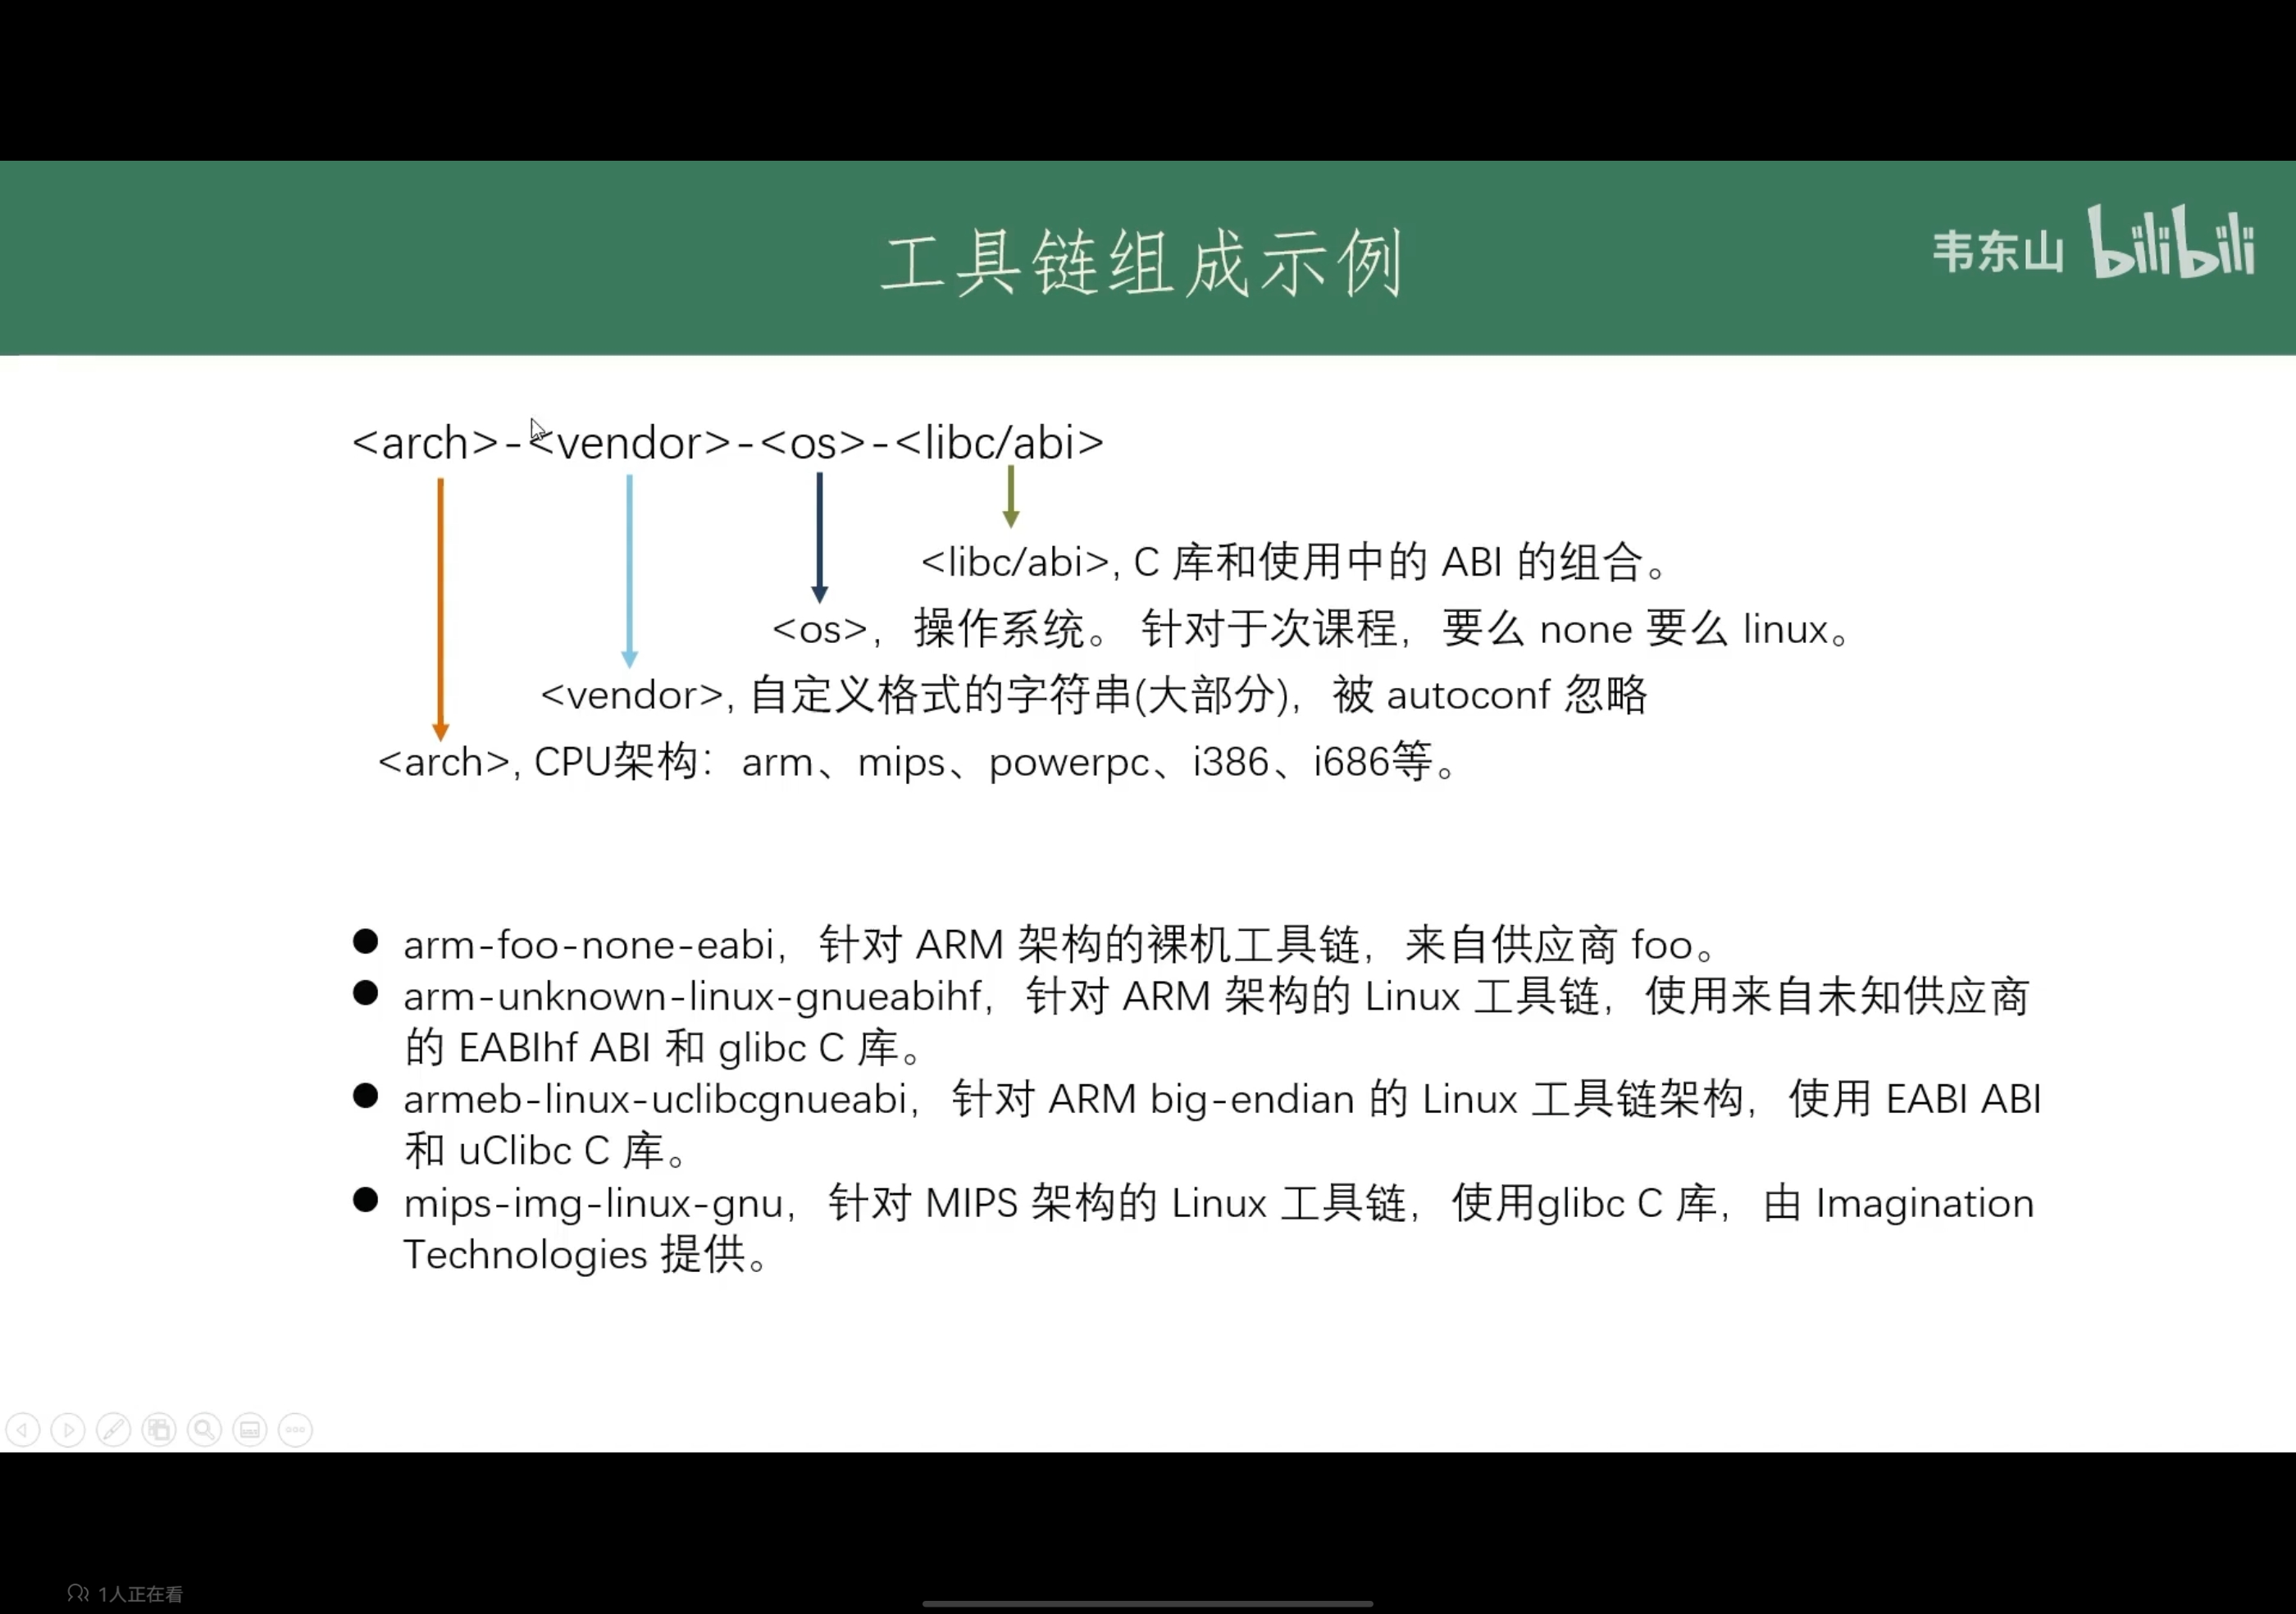 工具链组成示例
韦东山 bilibili
<arch>-<vendor>-<os>-<libc/abi>
<libc/abi>, C 库和使用中的 ABI 的组合。
<os>，操作系统。 针对于次课程，要么 none 要么 linux。
<vendor>, 自定义格式的字符串(大部分)，被 autoconf 忽略
<arch>, CPU架构：arm、mips、powerpc、i386、i686等。
● arm-foo-none-eabi，针对 ARM 架构的裸机工具链，来自供应商 foo。
● arm-unknown-linux-gnueabihf，针对 ARM 架构的 Linux 工具链，使用来自未知供应商
的 EABIhf ABI 和 glibc C 库。
● armeb-linux-uclibcgnueabi，针对 ARM big-endian 的 Linux 工具链架构，使用 EABI ABI
和 uClibc C 库。
● mips-img-linux-gnu，针对 MIPS 架构的 Linux 工具链，使用glibc C 库，由 Imagination
Technologies 提供。
1人正在看